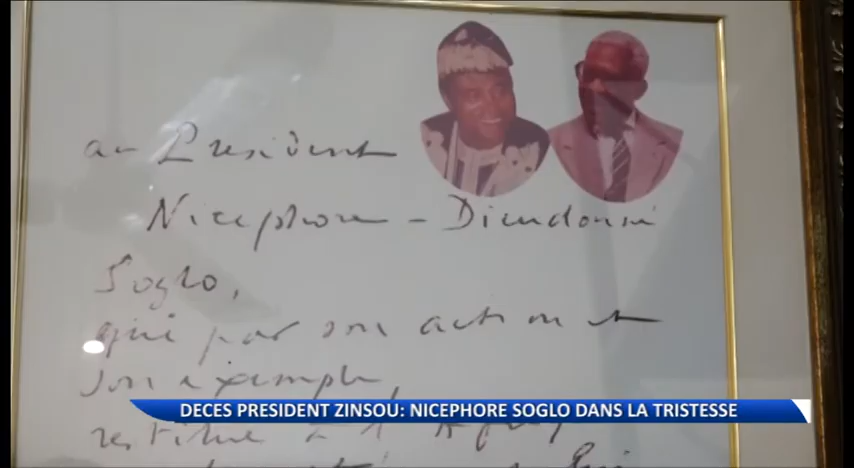 au Président
Nicephore - Dieudonné
Soglo,
qui par son action et
son exemple,
restitue à l'
DECES PRESIDENT ZINSOU: NICEPHORE SOGLO DANS LA TRISTESSE